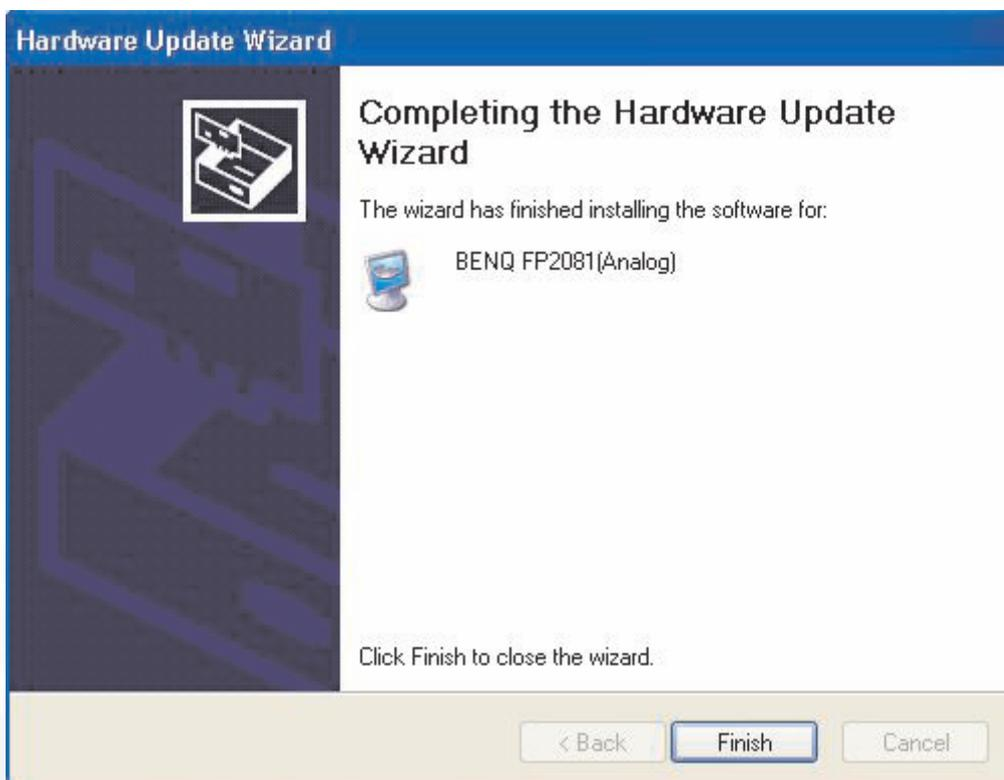 Hardware Update Wizard
Completing the Hardware Update
Wizard
The wizard has finished installing the software for:
BENQ FP2081(Analog)
Click Finish to close the wizard.
< Back
Finish
Cancel